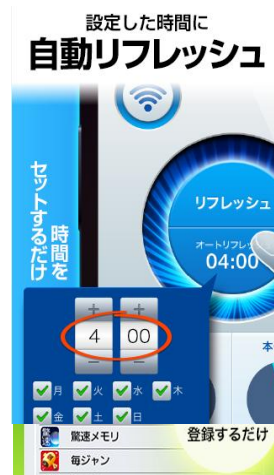 設定した時間に
自動リフレッシュ
時間を
セットするだけ
リフレッシュ
オートリフレッ
04:00
+ +
4 00
− −
月 火 水 木
金 土 日
本
驚速メモリ
登録するだけ
毎ジャン